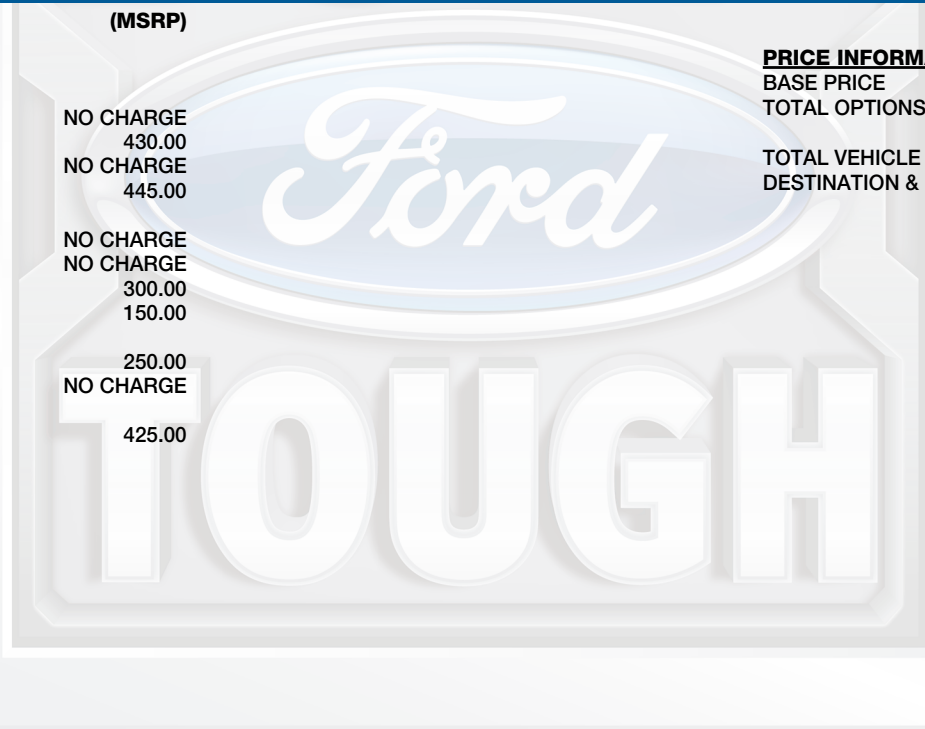 (MSRP)
NO CHARGE
430.00
NO CHARGE
445.00
NO CHARGE
NO CHARGE
300.00
150.00
250.00
NO CHARGE
425.00
PRICE INFORMA
BASE PRICE
TOTAL OPTIONS
TOTAL VEHICLE
DESTINATION &
Ford
TOUGH